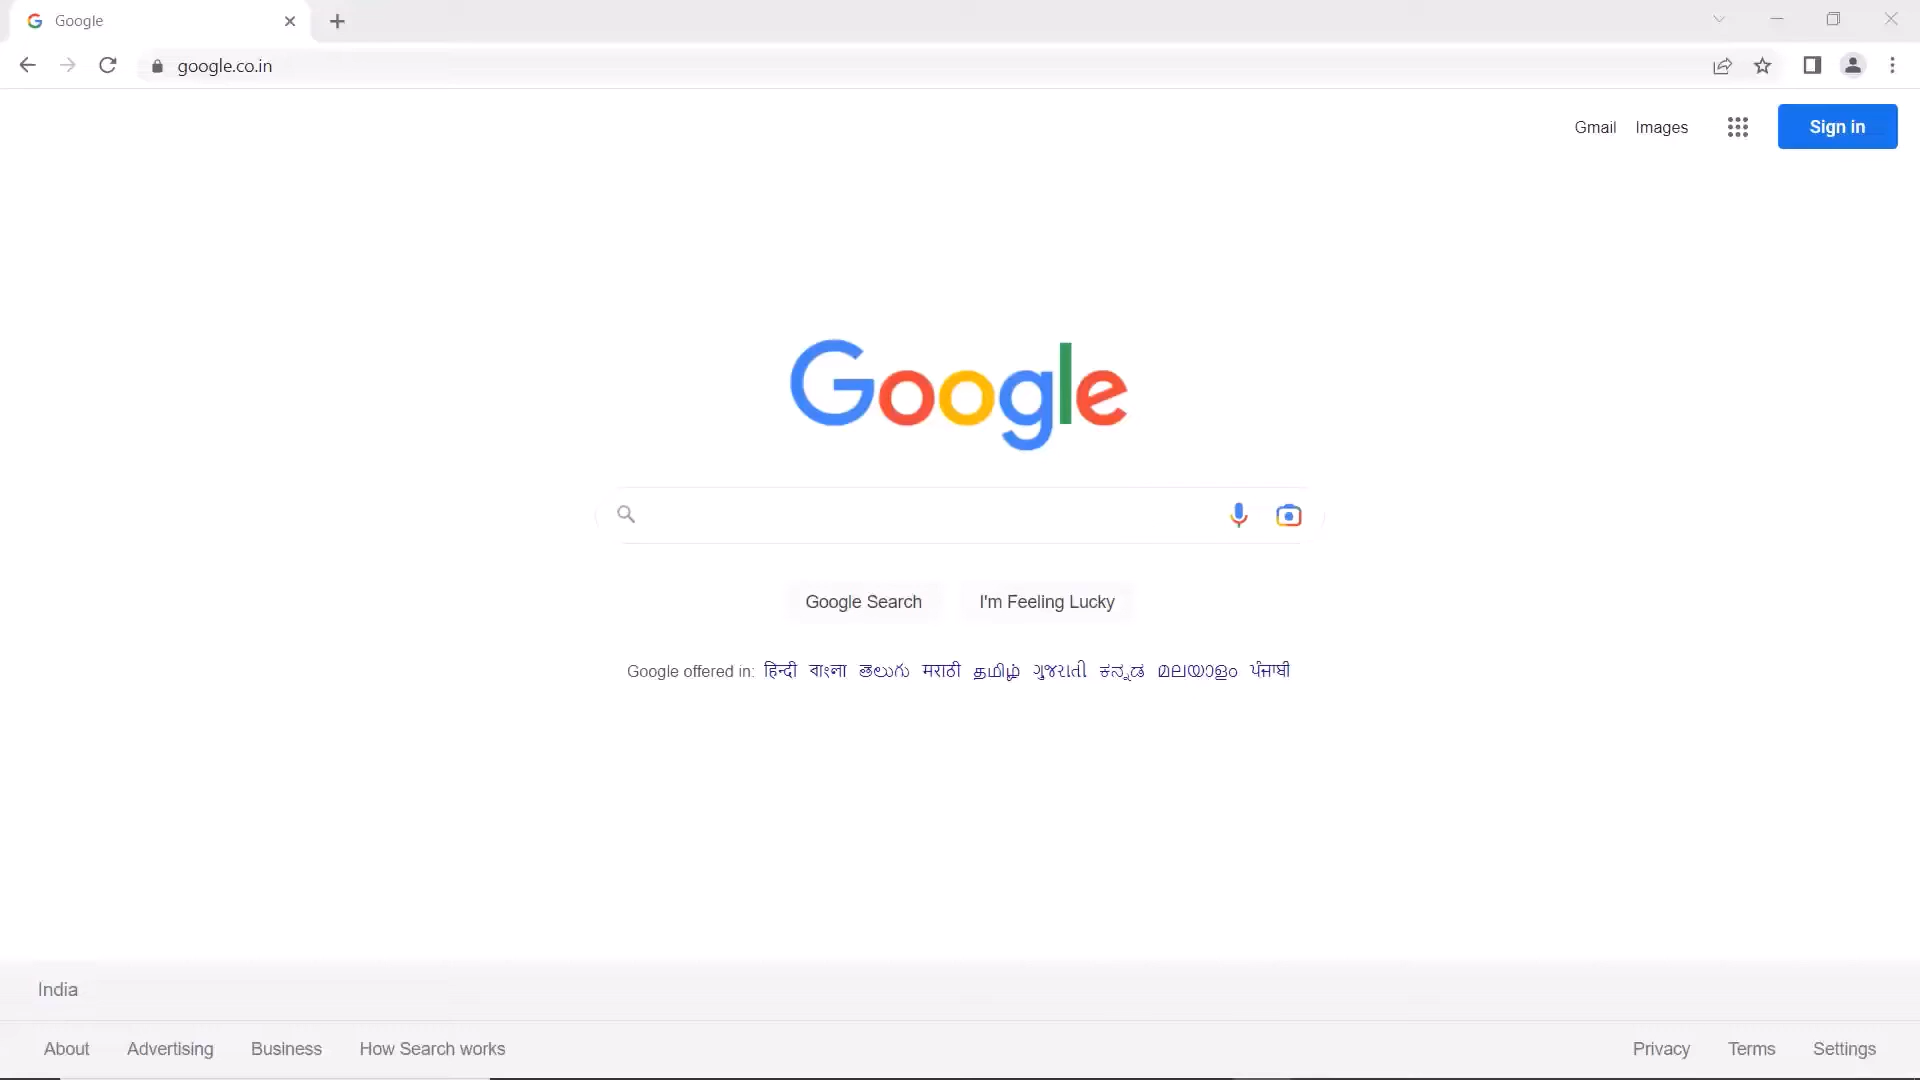 Google
google.co.in
Gmail Images Sign in
Google
Google Search I'm Feeling Lucky
Google offered in: हिन्दी বাংলা తెలుగు मराठी தமிழ் ગુજરાતી ಕನ್ನಡ മലയാളം ਪੰਜਾਬੀ
India
About Advertising Business How Search works Privacy Terms Settings